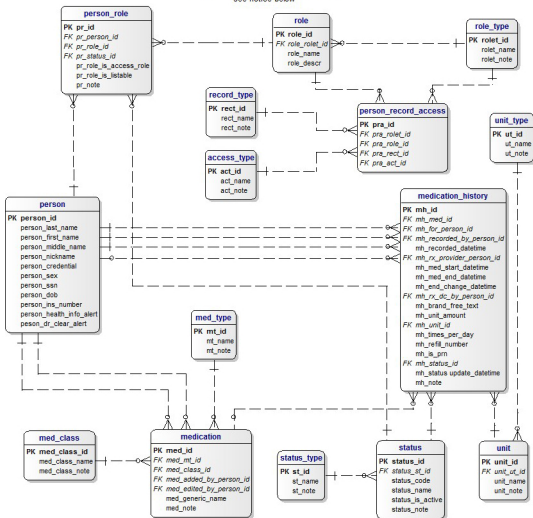 see notice below
person_role
PK pr_id
FK pr_person_id
FK pr_role_id
FK pr_status_id
pr_role_is_access_role
pr_role_is_listable
pr_note
role
PK role_id
FK role_rolet_id
role_name
role_descr
role_type
PK rolet_id
rolet_name
rolet_note
record_type
PK rect_id
rect_name
rect_note
person_record_access
PK pra_id
FK pra_rolet_id
FK pra_role_id
FK pra_rect_id
FK pra_act_id
unit_type
PK ut_id
ut_name
ut_note
access_type
PK act_id
act_name
act_note
person
PK person_id
person_last_name
person_first_name
person_middle_name
person_nickname
person_credential
person_sex
person_ssn
person_dob
person_ins_number
person_health_info_alert
peson_dr_clear_alert
medication_history
PK mh_id
FK mh_med_id
FK mh_for_person_id
FK mh_recorded_by_person_id
mh_recorded_datetime
FK mh_rx_provider_person_id
mh_med_start_datetime
mh_med_end_datetime
mh_end_change_datetime
FK mh_rx_dc_by_person_id
mh_brand_free_text
mh_unit_amount
FK mh_unit_id
mh_times_per_day
mh_refill_number
mh_is_prn
FK mh_status_id
mh_status update_datetime
mh_note
med_type
PK mt_id
mt_name
mt_note
med_class
PK med_class_id
med_class_name
med_class_note
medication
PK med_id
FK med_mt_id
FK med_class_id
FK med_added_by_person_id
FK med_edited_by_person_id
med_generic_name
med_note
status_type
PK st_id
st_name
st_note
status
PK status_id
FK status_st_id
status_code
status_name
status_is_active
status_note
unit
PK unit_id
FK unit_ut_id
unit_name
unit_note